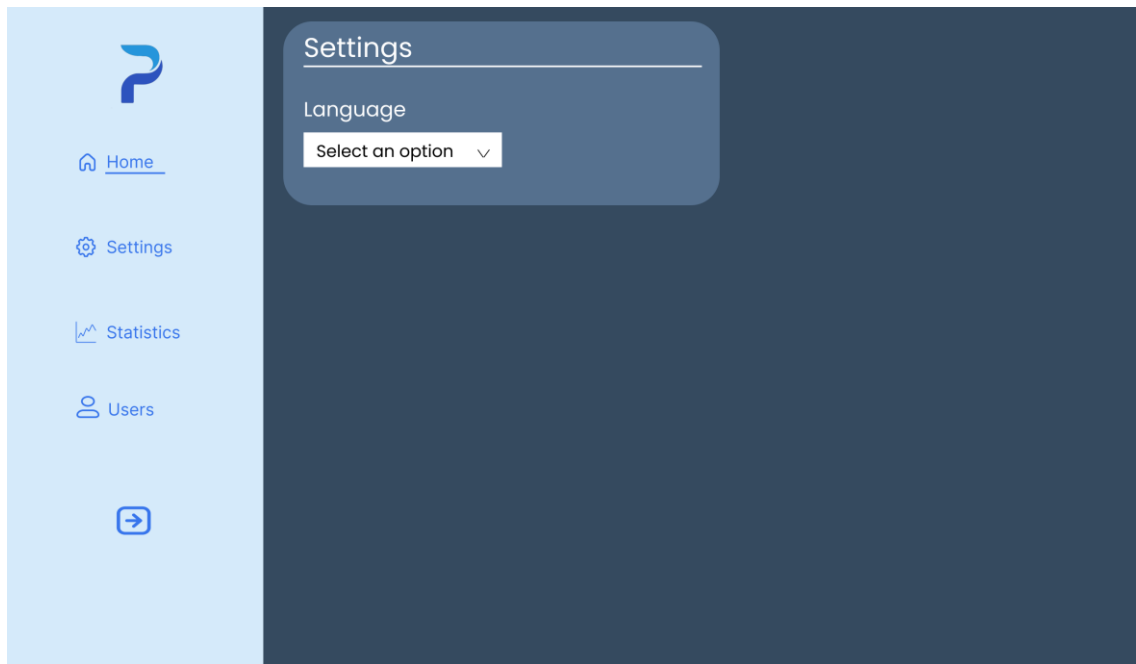 Home
Settings
Statistics
Users
Settings
Language
Select an option